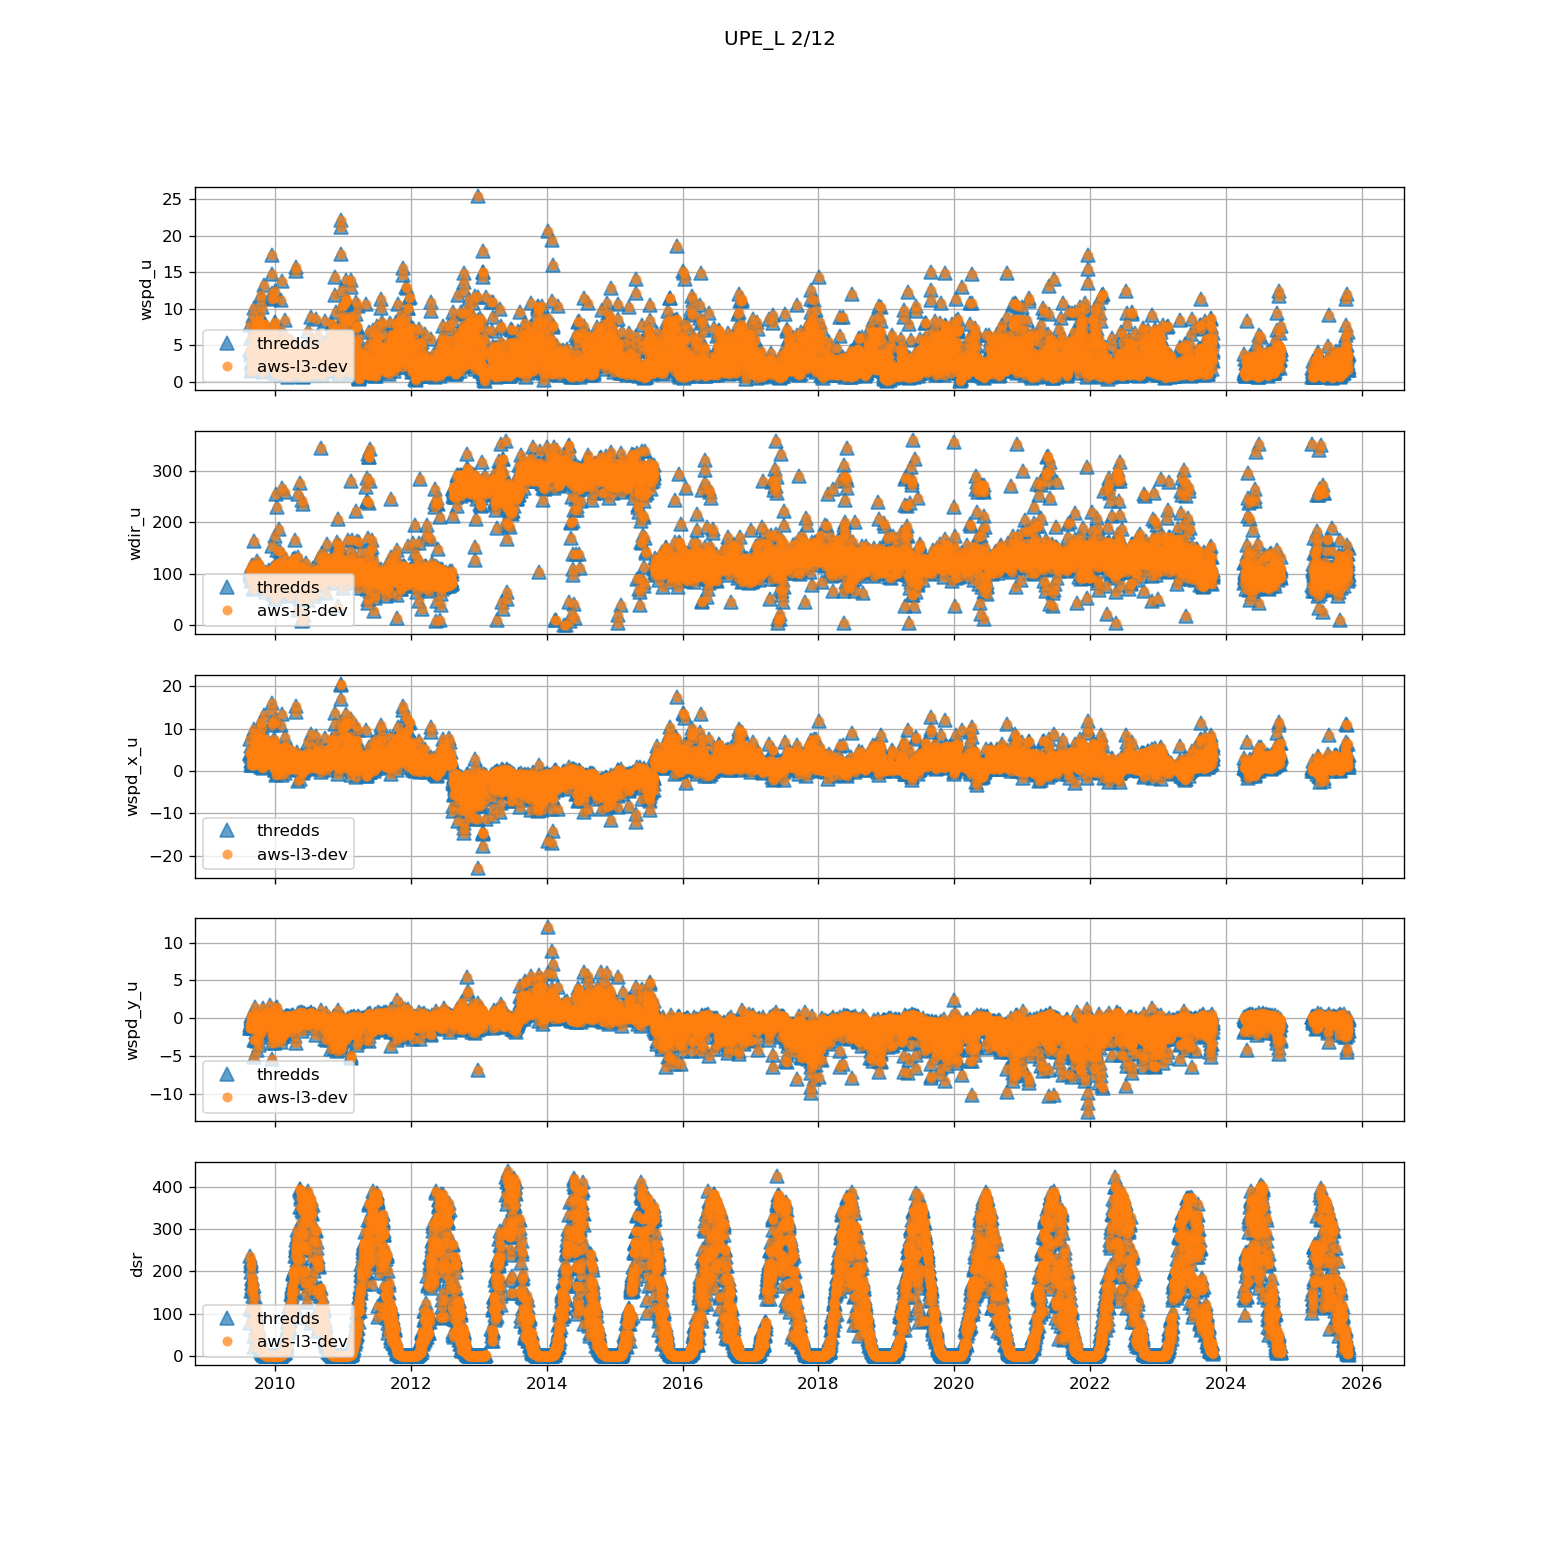 UPE_L 2/12
25
20
15
10
5
0
wspd_u
thredds
aws-l3-dev
300
200
100
0
wdir_u
thredds
aws-l3-dev
20
10
0
−10
−20
wspd_x_u
thredds
aws-l3-dev
10
5
0
−5
−10
wspd_y_u
thredds
aws-l3-dev
400
300
200
100
0
dsr
thredds
aws-l3-dev
2010 2012 2014 2016 2018 2020 2022 2024 2026